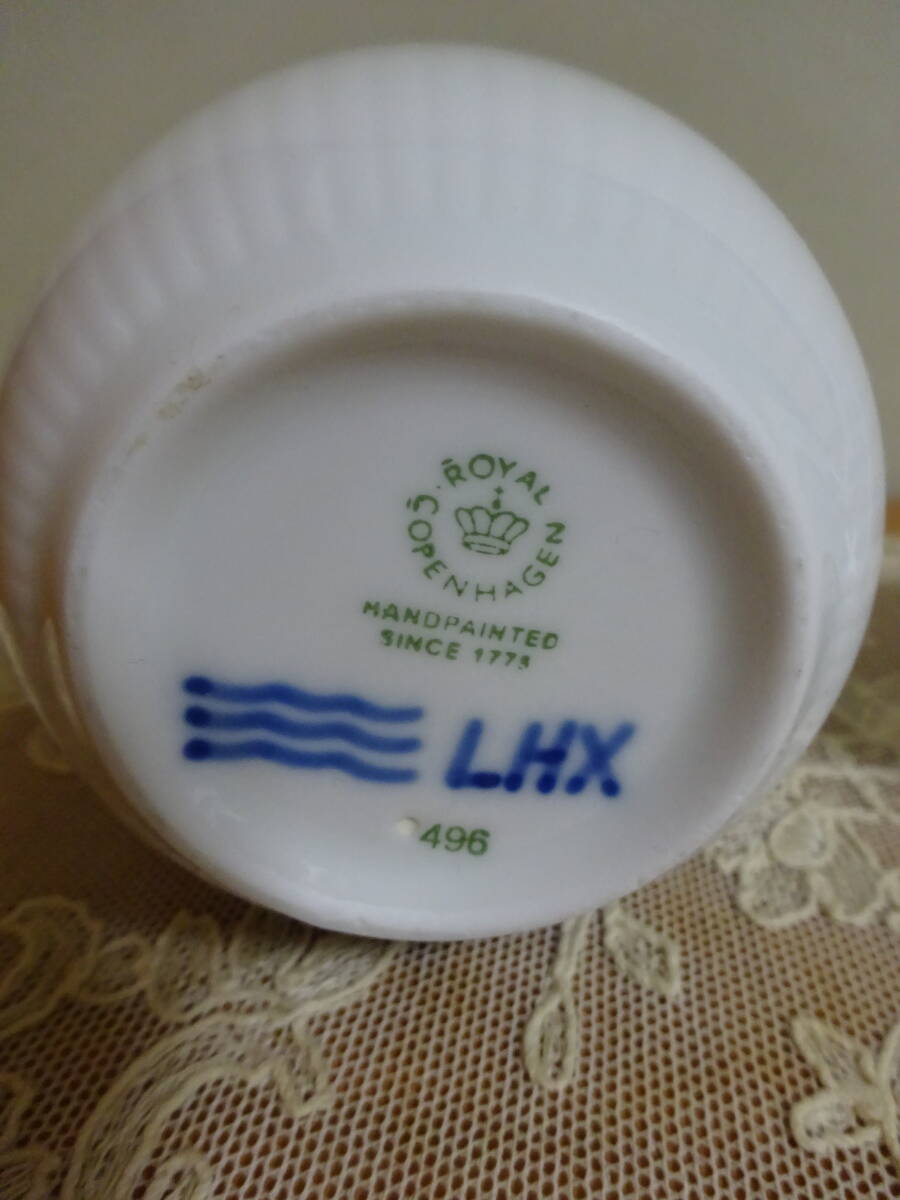 ROYAL COPENHAGEN
HANDPAINTED
SINCE 1775
LHX
496